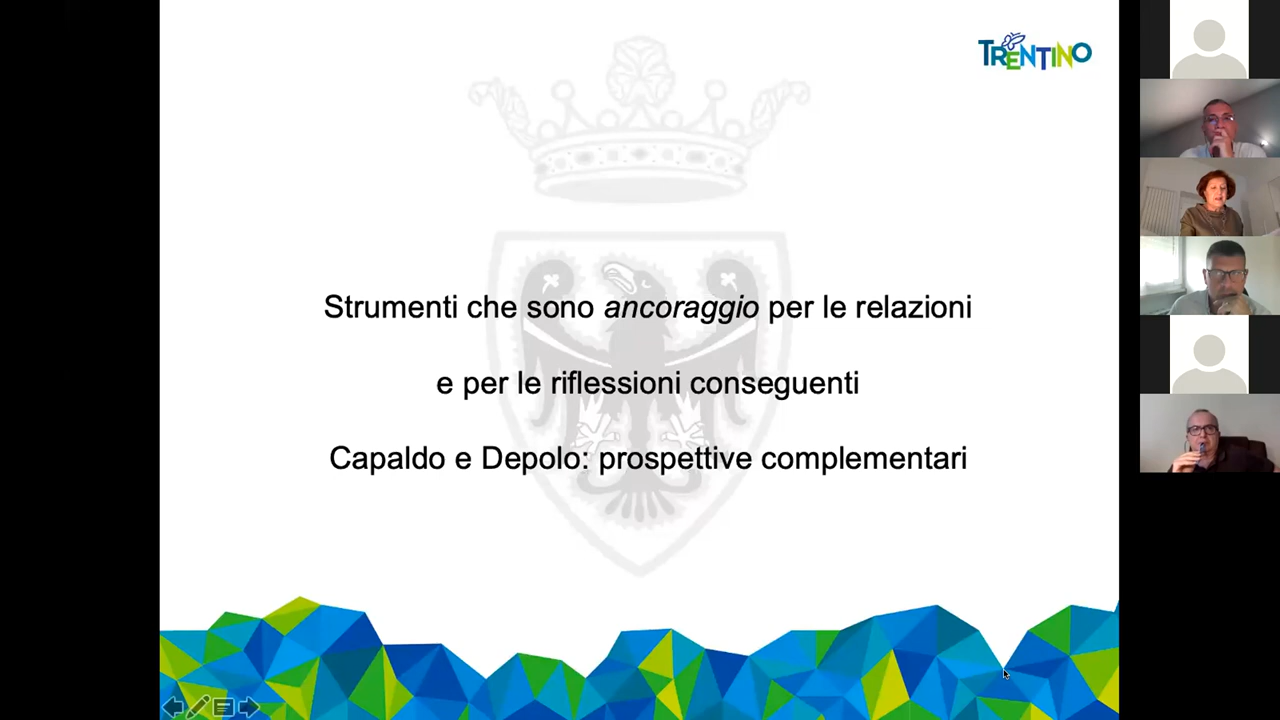 TRENTINO
Strumenti che sono ancoraggio per le relazioni
e per le riflessioni conseguenti
Capaldo e Depolo: prospettive complementari